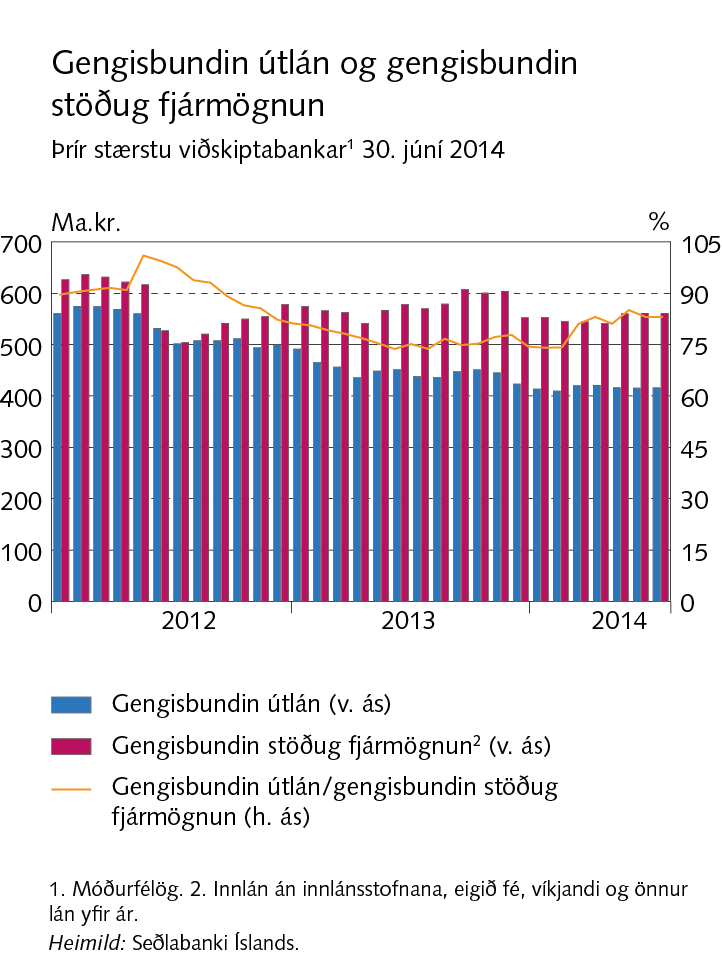 Gengisbundin útlán og gengisbundin
stöðug fjármögnun
Þrír stærstu viðskiptabankar¹ 30. júní 2014
Ma.kr. %
700 105
600 90
500 75
400 60
300 45
200 30
100 15
0 0
2012 2013 2014
Gengisbundin útlán (v. ás)
Gengisbundin stöðug fjármögnun² (v. ás)
Gengisbundin útlán/gengisbundin stöðug
fjármögnun (h. ás)
1. Móðurfélög. 2. Innlán án innlánsstofnana, eigið fé, víkjandi og önnur
lán yfir ár.
Heimild: Seðlabanki Íslands.